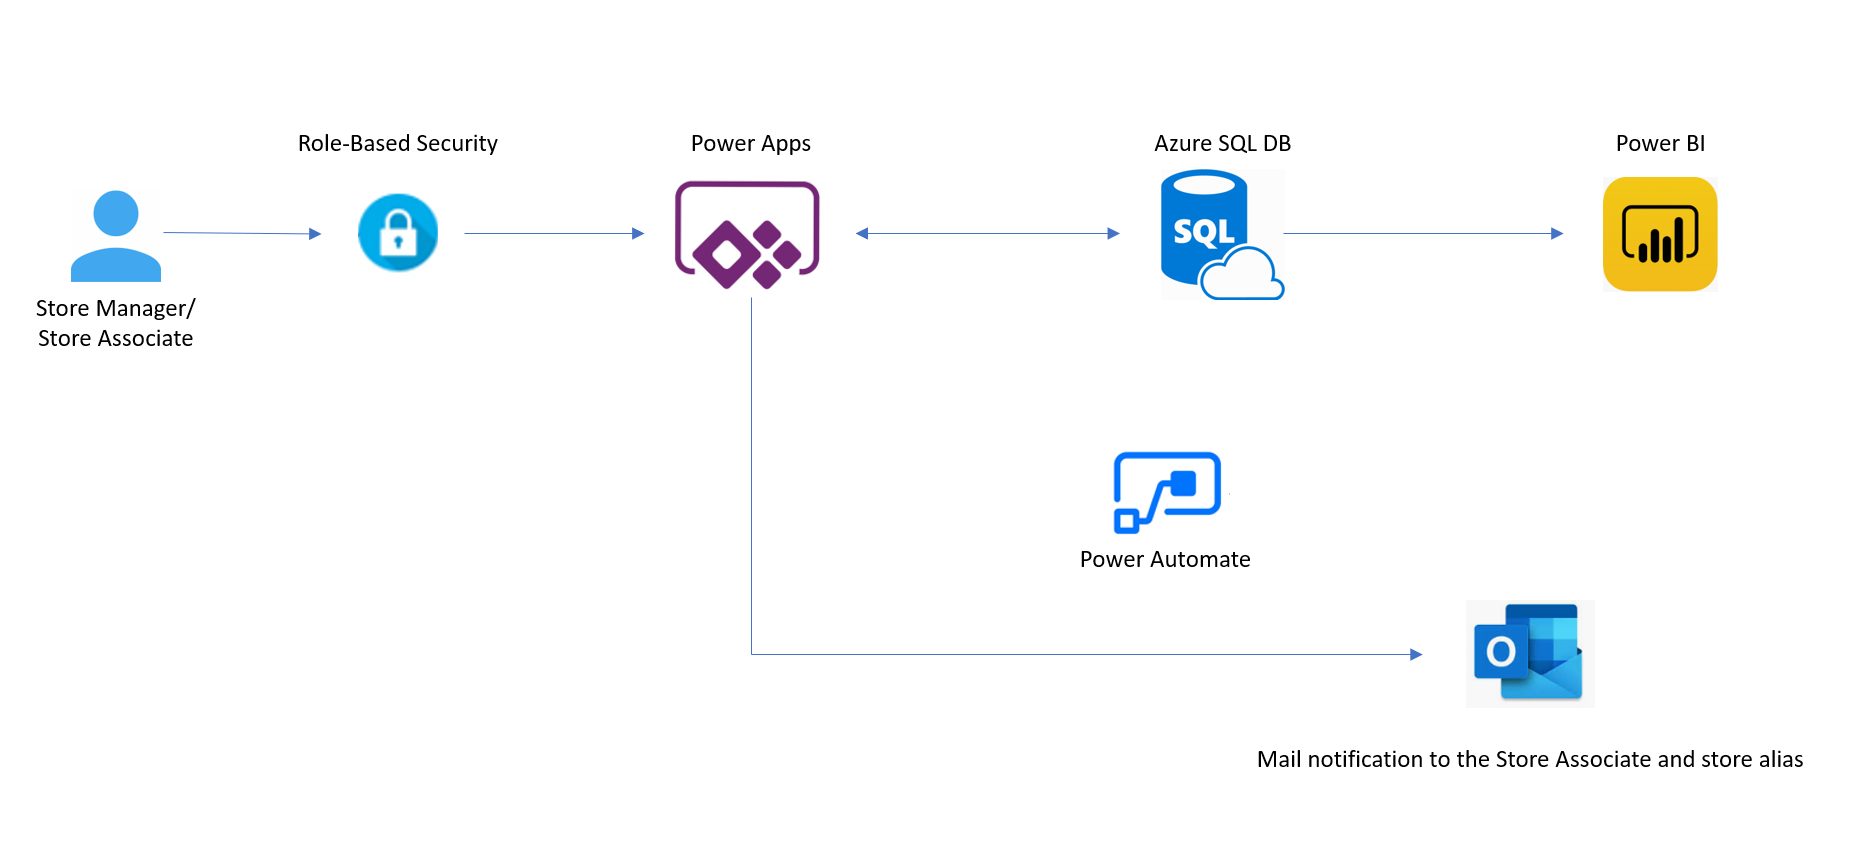 Role-Based Security
Power Apps
Azure SQL DB
Power BI
SQL
Store Manager/
Store Associate
Power Automate
O
Mail notification to the Store Associate and store alias